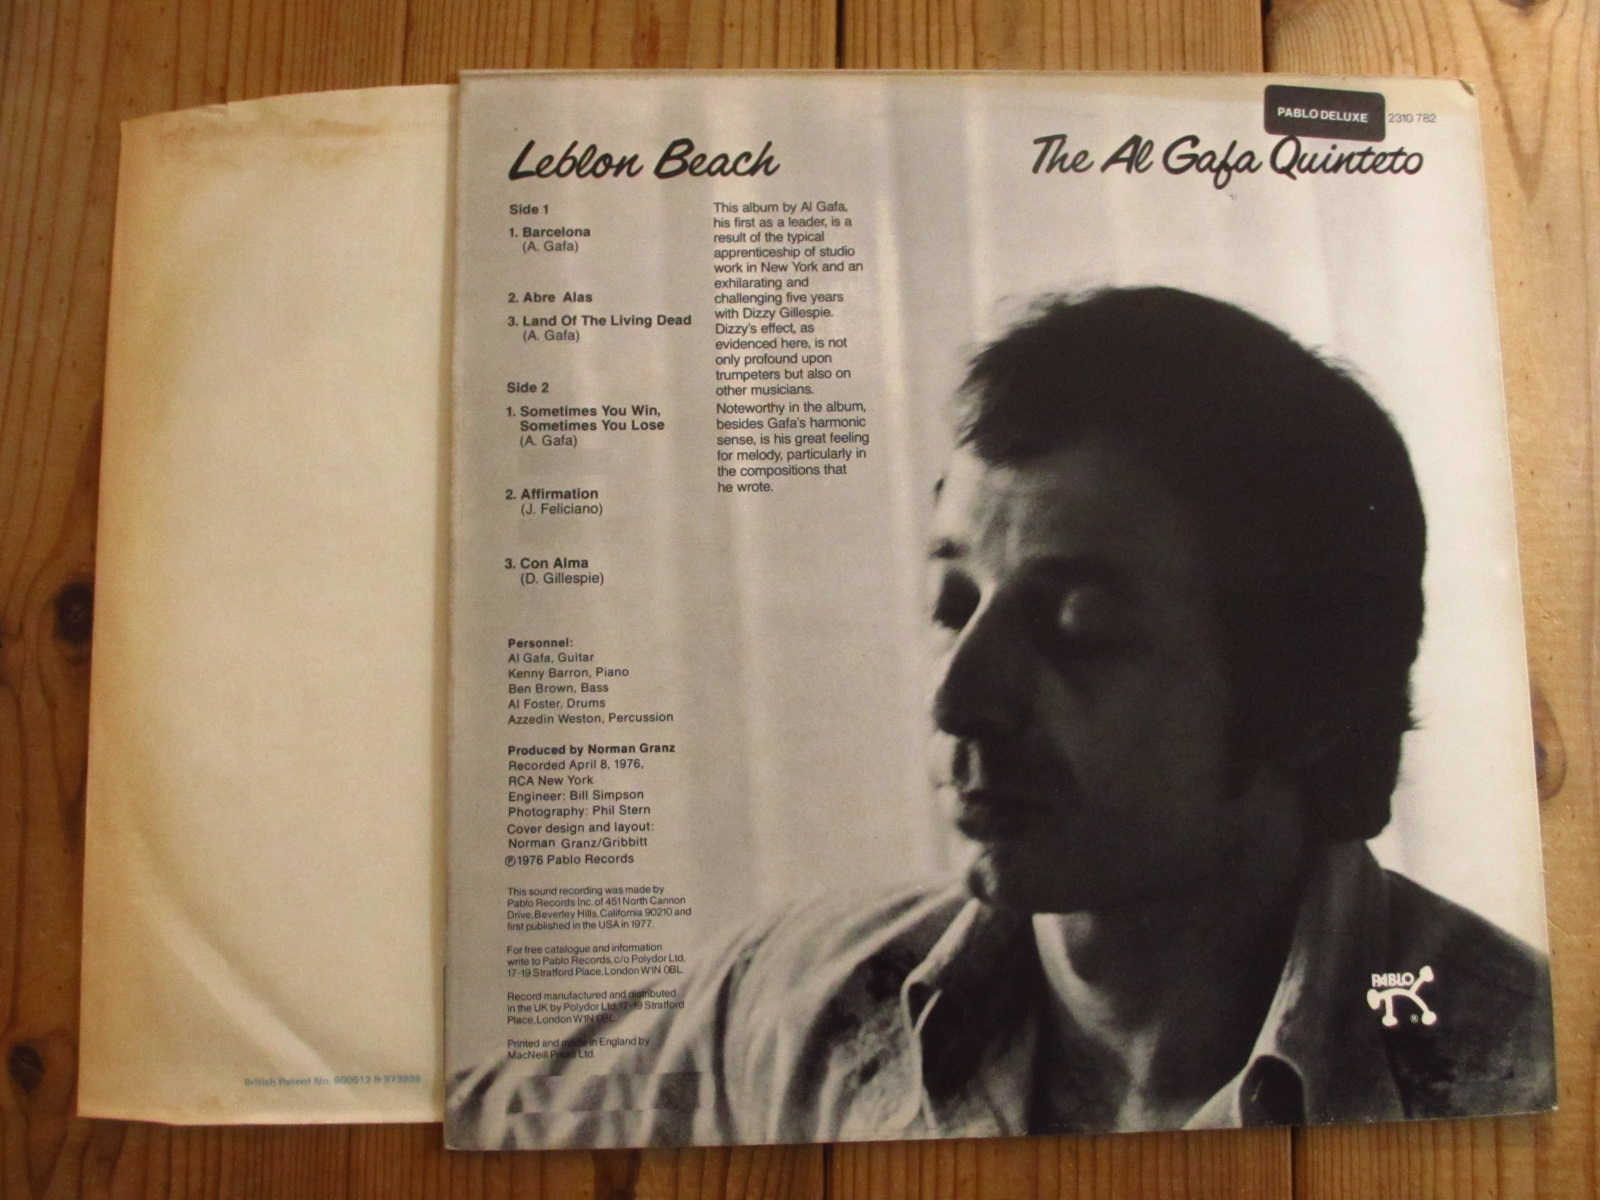 PABLO DELUXE 2310 782
Leblon Beach
The Al Gafa Quinteto
Side 1
1. Barcelona
(A. Gafa)
2. Abre Alas
3. Land Of The Living Dead
(A. Gafa)
Side 2
1. Sometimes You Win,
Sometimes You Lose
(A. Gafa)
2. Affirmation
(J. Feliciano)
3. Con Alma
(D. Gillespie)
This album by Al Gafa,
his first as a leader, is a
result of the typical
apprenticeship of studio
work in New York and an
exhilarating and
challenging five years
with Dizzy Gillespie.
Dizzy's effect, as
evidenced here, is not
only profound upon
trumpeters but also on
other musicians.
Noteworthy in the album,
besides Gafa's harmonic
sense, is his great feeling
for melody, particularly in
the compositions that
he wrote.
Personnel:
Al Gafa, Guitar
Kenny Barron, Piano
Ben Brown, Bass
Al Foster, Drums
Azzedin Weston, Percussion
Produced by Norman Granz
Recorded April 8, 1976,
RCA New York
Engineer: Bill Simpson
Photography: Phil Stern
Cover design and layout:
Norman Granz/Gribbitt
℗1976 Pablo Records
This sound recording was made by
Pablo Records Inc. of 451 North Cannon
Drive, Beverley Hills, California 90210 and
first published in the USA in 1977.
For free catalogue and information
write to Pablo Records, c/o Polydor Ltd,
17-19 Stratford Place, London W1N 0BL.
Record manufactured and distributed
in the UK by Polydor Ltd. 17-19 Stratford
Place, London W1N 0BL.
Printed and made in England by
MacNeill Press Ltd.
PABLO
®
British Patent No. 800613 & 973936